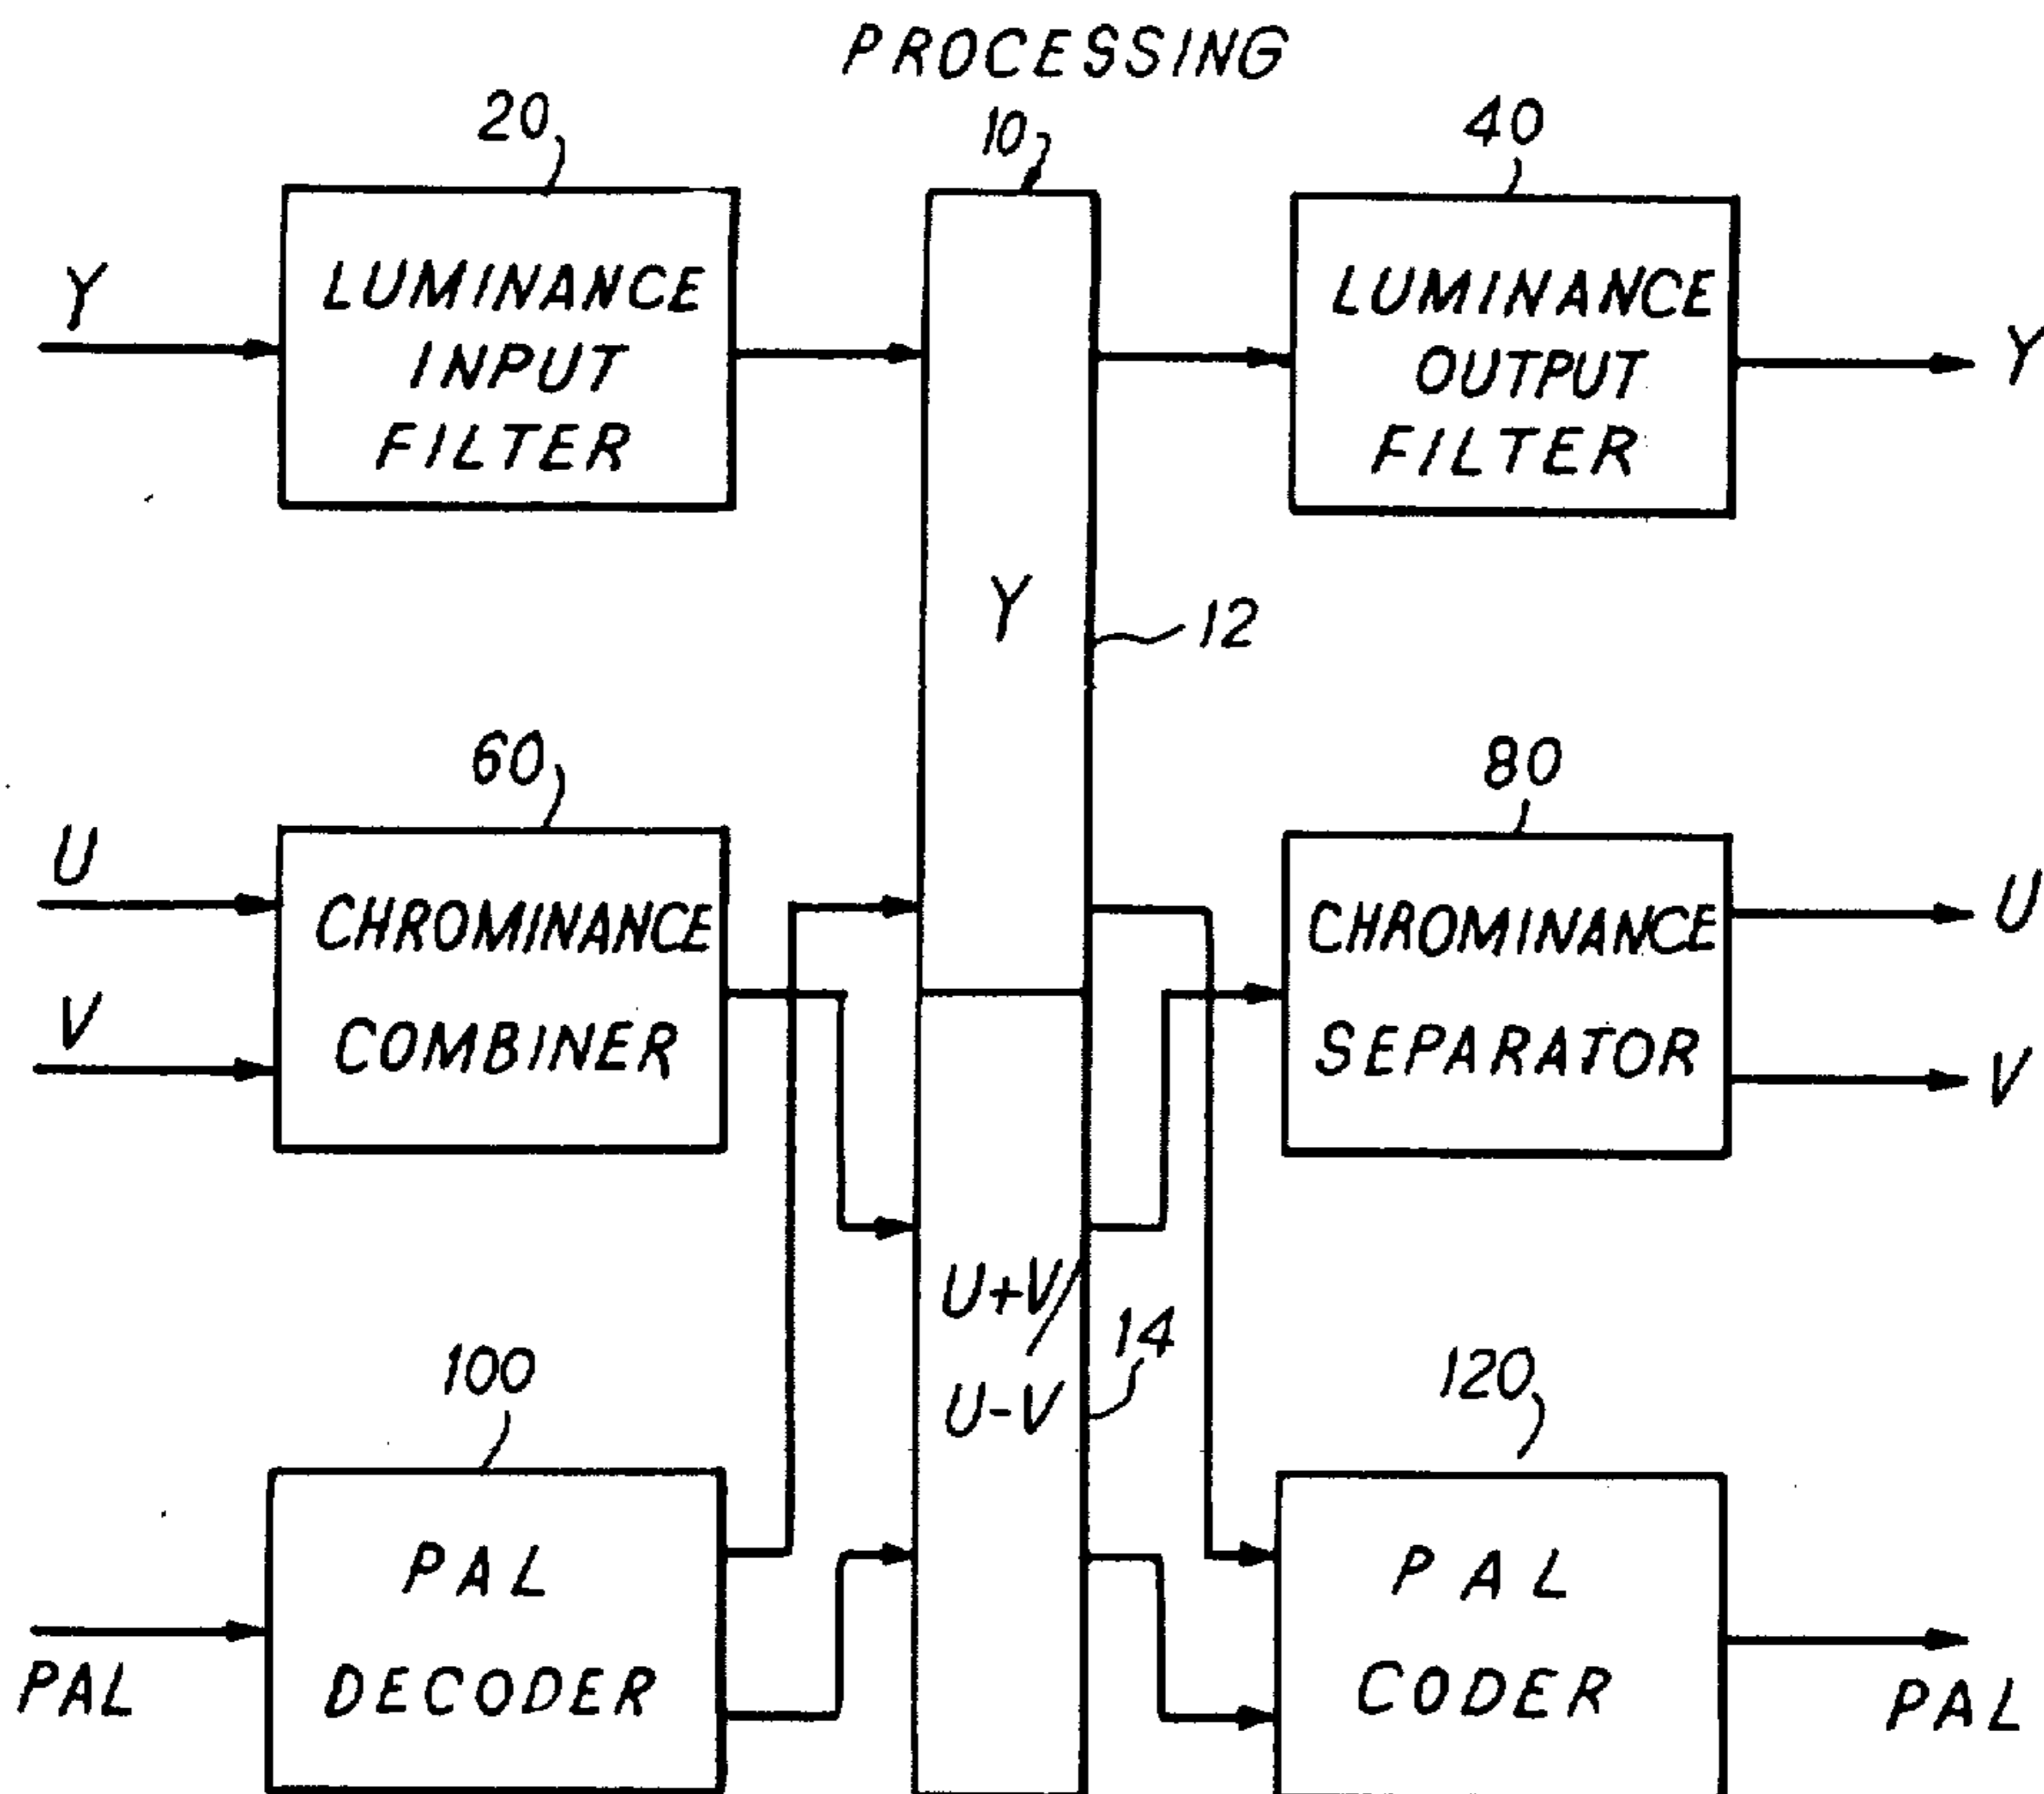 PROCESSING
20
10
40
Y
LUMINANCE
INPUT
FILTER
LUMINANCE
OUTPUT
FILTER
Y
Y
12
60
80
U
V
CHROMINANCE
COMBINER
CHROMINANCE
SEPARATOR
U
V
U+V/
U-V
14
100
120
PAL
DECODER
PAL
CODER
PAL
PAL